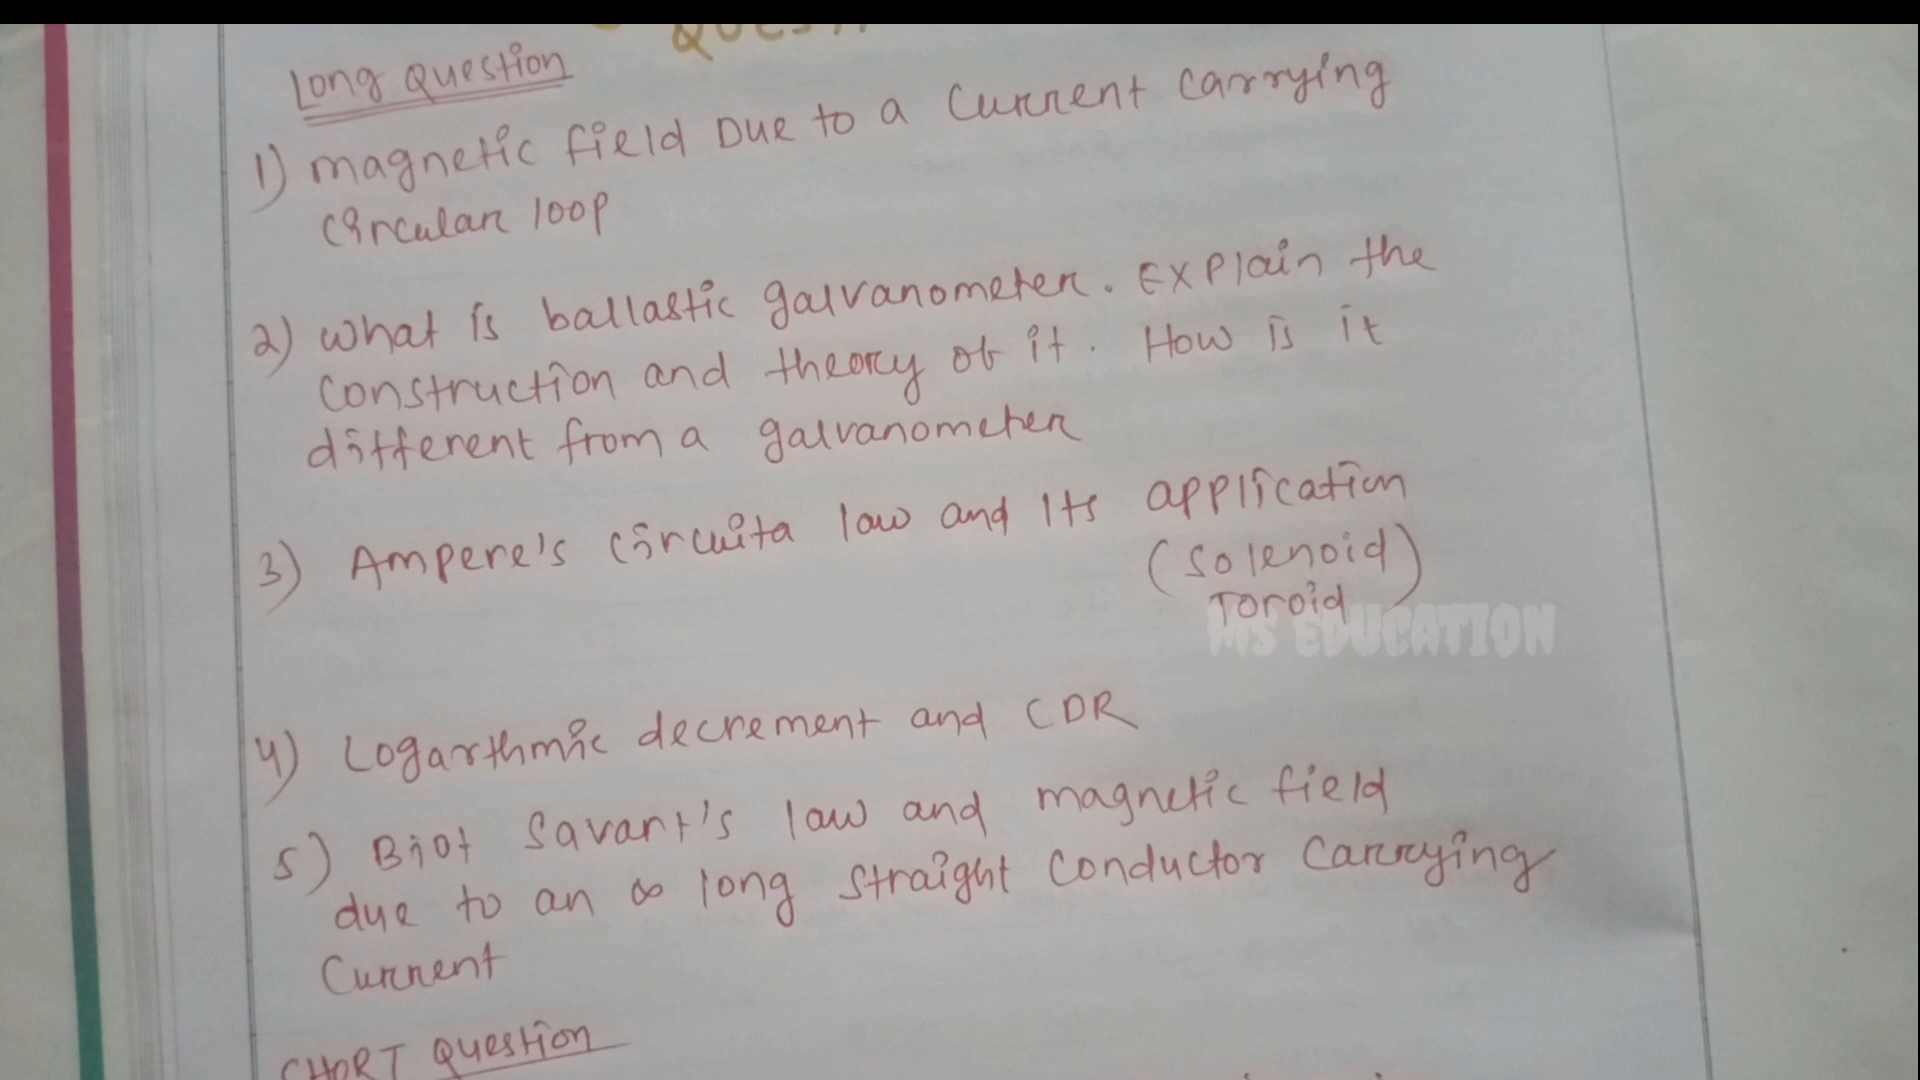 Long Question
1) magnetic field Due to a Current Carrying
circular loop
2) what is ballastic galvanometer. Explain the
Construction and theory of it. How is it
different from a galvanometer
3) Ampere's circuita law and Its application
(Solenoid)
Toroid
MS EDUCATION
4) Logarthmic decrement and CDR
5) Biot Savart's law and magnetic field
due to an ∞ long straight Conductor Carrying
Current
SHORT Question